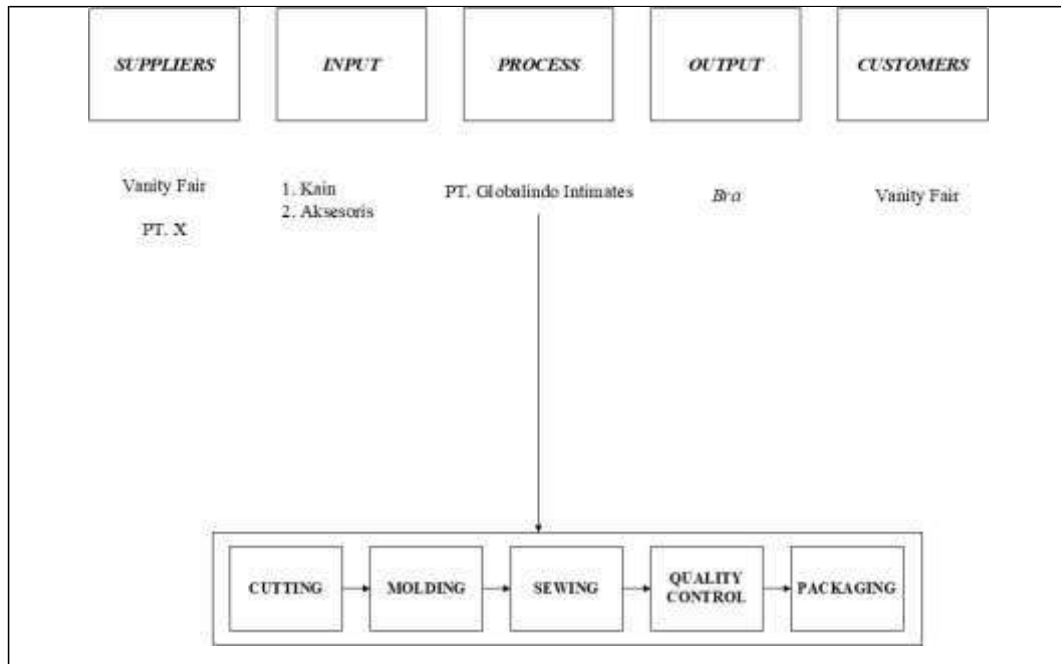 SUPPLIERS
INPUT
PROCESS
OUTPUT
CUSTOMERS
Vanity Fair
PT. X
1. Kain
2. Aksesoris
PT. Globalindo Intimates
Bra
Vanity Fair
CUTTING
MOLDING
SEWING
QUALITY
CONTROL
PACKAGING